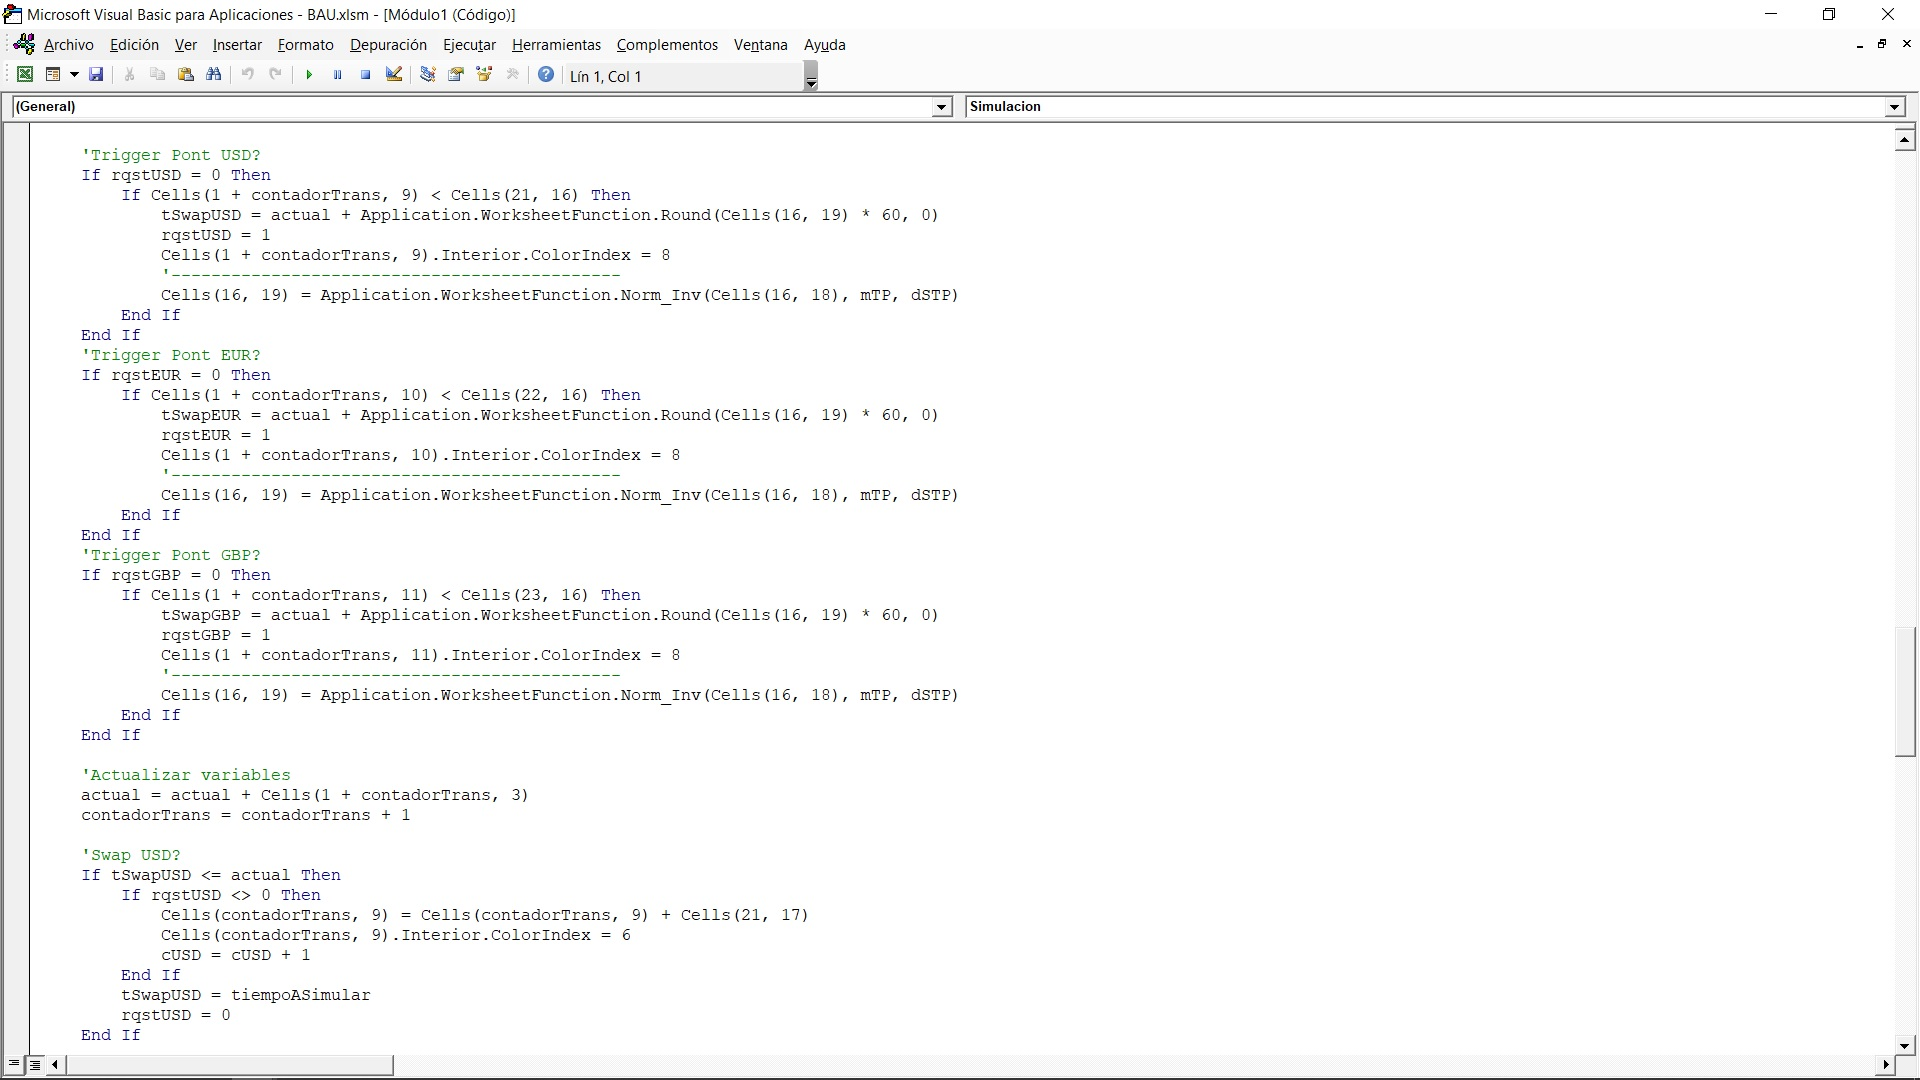 Microsoft Visual Basic para Aplicaciones - BAU.xlsm - [Módulo1 (Código)]
Archivo Edición Ver Insertar Formato Depuración Ejecutar Herramientas Complementos Ventana Ayuda
Lín 1, Col 1
(General) Simulacion
'Trigger Pont USD?
If rqstUSD = 0 Then
If Cells(1 + contadorTrans, 9) < Cells(21, 16) Then
tSwapUSD = actual + Application.WorksheetFunction.Round(Cells(16, 19) * 60, 0)
rqstUSD = 1
Cells(1 + contadorTrans, 9).Interior.ColorIndex = 8
'---------------------------------------------
Cells(16, 19) = Application.WorksheetFunction.Norm_Inv(Cells(16, 18), mTP, dSTP)
End If
End If
'Trigger Pont EUR?
If rqstEUR = 0 Then
If Cells(1 + contadorTrans, 10) < Cells(22, 16) Then
tSwapEUR = actual + Application.WorksheetFunction.Round(Cells(16, 19) * 60, 0)
rqstEUR = 1
Cells(1 + contadorTrans, 10).Interior.ColorIndex = 8
'---------------------------------------------
Cells(16, 19) = Application.WorksheetFunction.Norm_Inv(Cells(16, 18), mTP, dSTP)
End If
End If
'Trigger Pont GBP?
If rqstGBP = 0 Then
If Cells(1 + contadorTrans, 11) < Cells(23, 16) Then
tSwapGBP = actual + Application.WorksheetFunction.Round(Cells(16, 19) * 60, 0)
rqstGBP = 1
Cells(1 + contadorTrans, 11).Interior.ColorIndex = 8
'---------------------------------------------
Cells(16, 19) = Application.WorksheetFunction.Norm_Inv(Cells(16, 18), mTP, dSTP)
End If
End If
'Actualizar variables
actual = actual + Cells(1 + contadorTrans, 3)
contadorTrans = contadorTrans + 1
'Swap USD?
If tSwapUSD <= actual Then
If rqstUSD <> 0 Then
Cells(contadorTrans, 9) = Cells(contadorTrans, 9) + Cells(21, 17)
Cells(contadorTrans, 9).Interior.ColorIndex = 6
cUSD = cUSD + 1
End If
tSwapUSD = tiempoASimular
rqstUSD = 0
End If